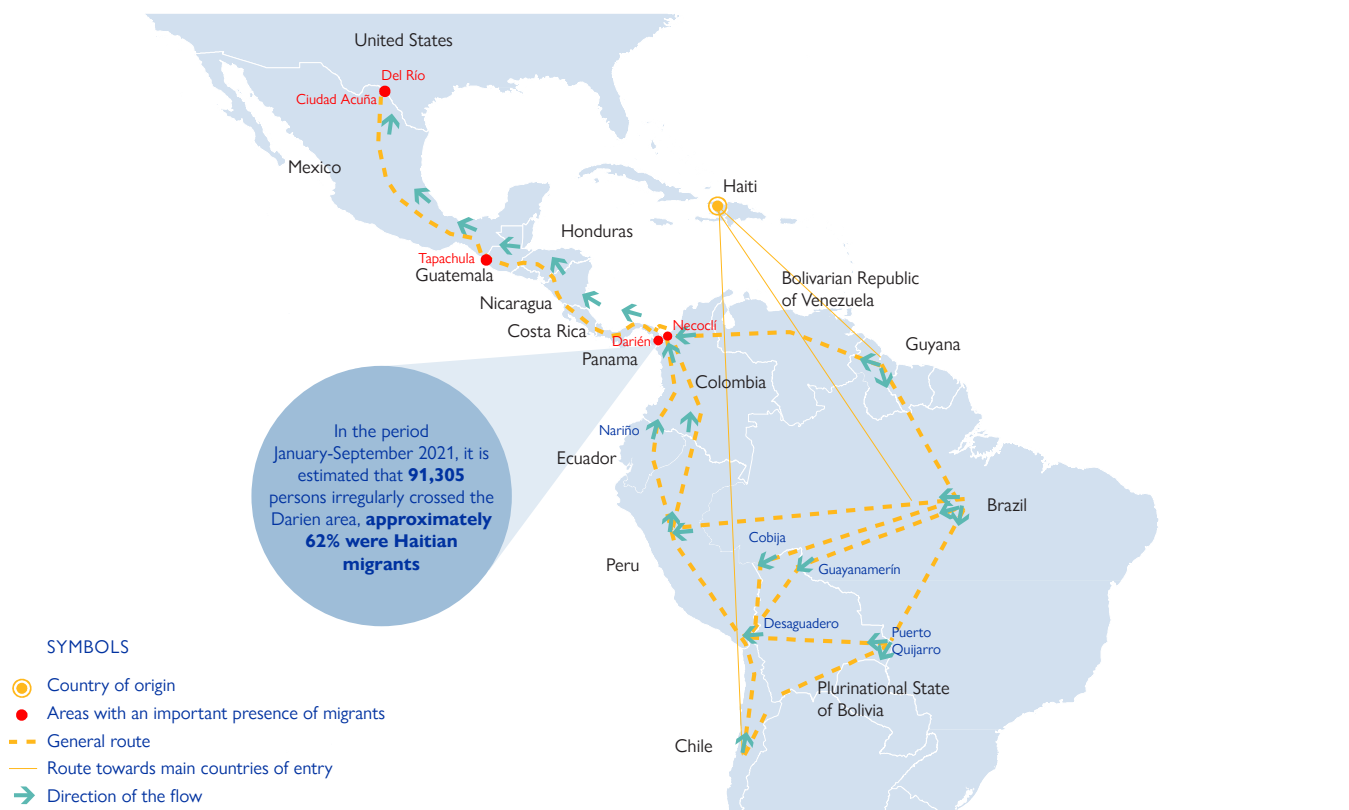 United States
Del Río
Ciudad Acuña
Mexico
Haiti
Honduras
Tapachula
Guatemala
Bolivarian Republic
of Venezuela
Nicaragua
Costa Rica
Necoclí
Darién
Panama
Guyana
Colombia
Nariño
Ecuador
In the period
January-September 2021, it is
estimated that 91,305
persons irregularly crossed the
Darien area, approximately
62% were Haitian
migrants
Brazil
Cobija
Guayanamerín
Peru
Desaguadero
Puerto
Quijarro
Plurinational State
of Bolivia
Chile
SYMBOLS
Country of origin
Areas with an important presence of migrants
General route
Route towards main countries of entry
Direction of the flow